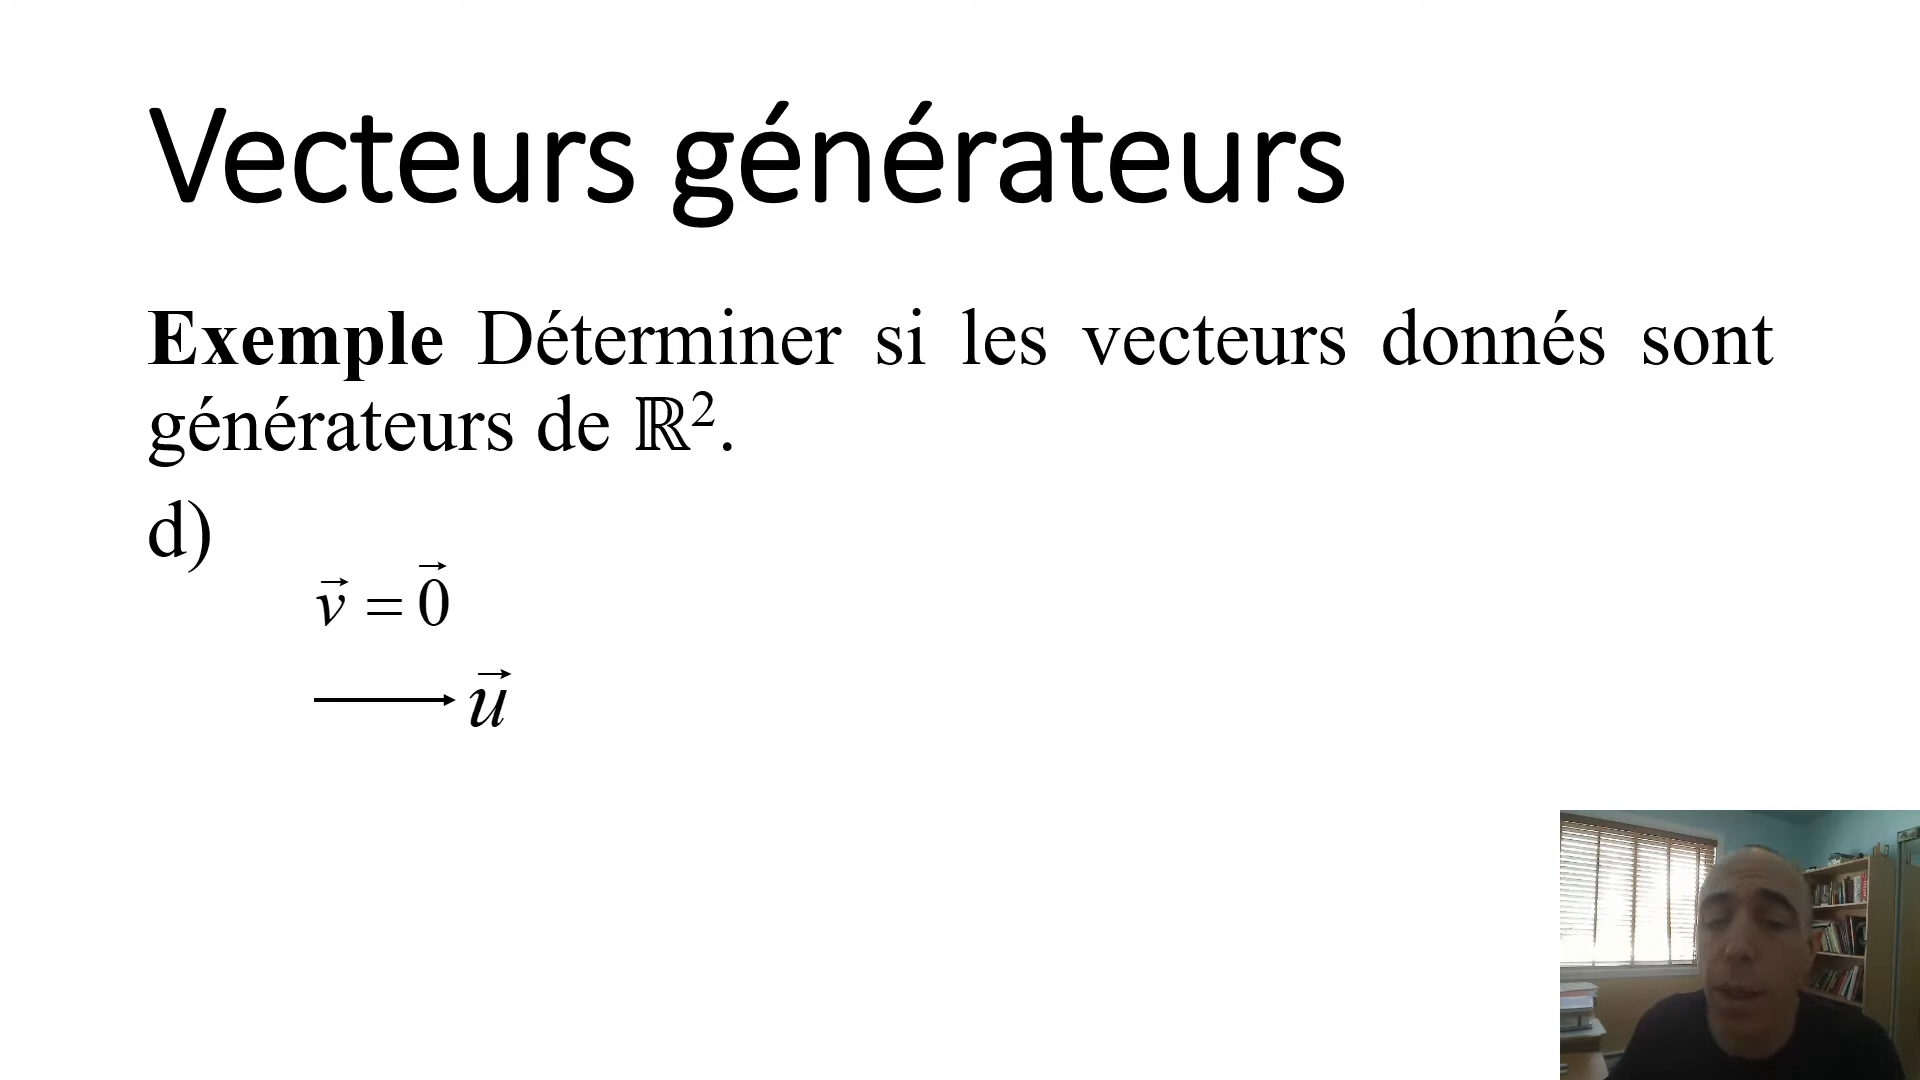 Vecteurs générateurs
Exemple Déterminer si les vecteurs donnés sont
générateurs de ℝ².
d)
v⃗ = 0⃗
u⃗